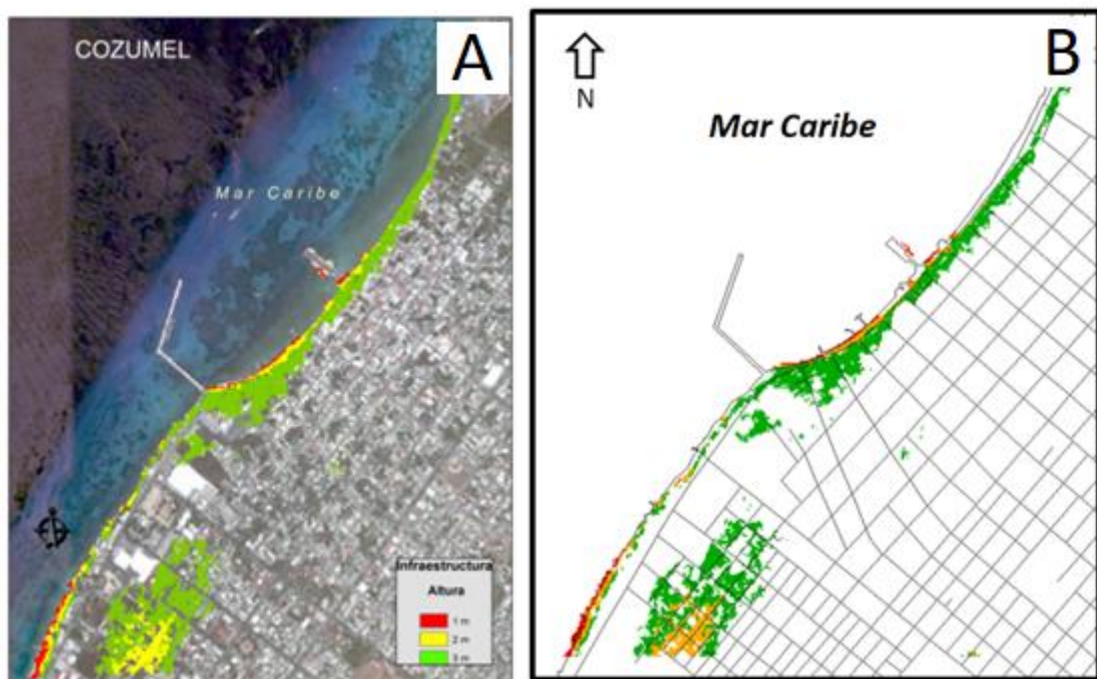 COZUMEL
A
Mar Caribe
Infraestructura
Altura
1 m
2 m
3 m
B
N
Mar Caribe